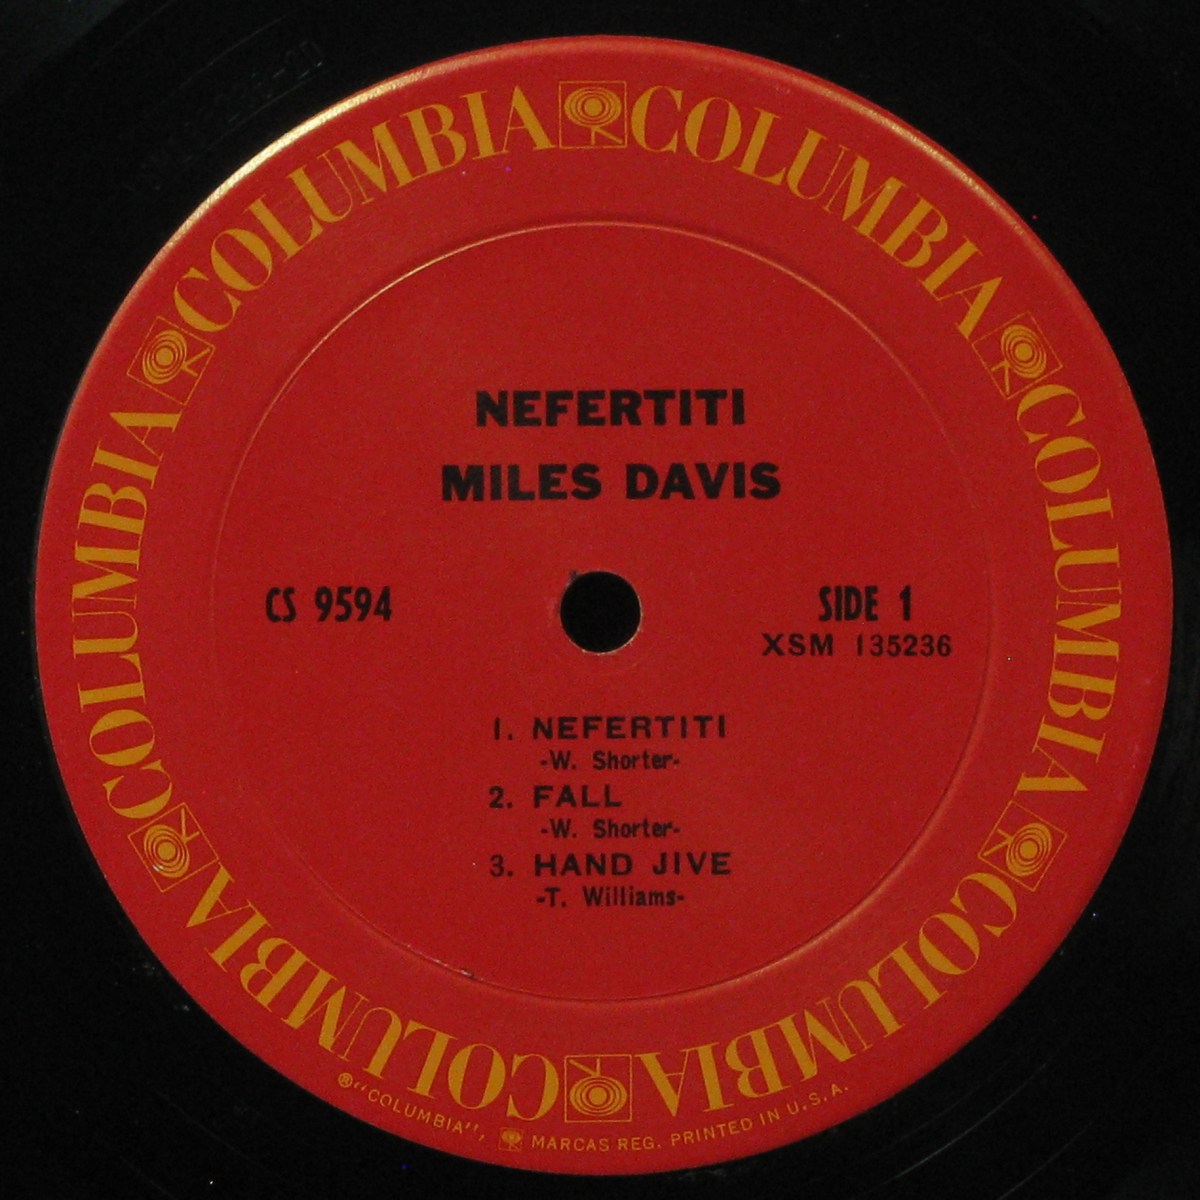 COLUMBIA COLUMBIA COLUMBIA COLUMBIA COLUMBIA COLUMBIA
NEFERTITI
MILES DAVIS
CS 9594
SIDE 1
XSM 135236
1. NEFERTITI
-W. Shorter-
2. FALL
-W. Shorter-
3. HAND JIVE
-T. Williams-
®"COLUMBIA", MARCAS REG. PRINTED IN U.S.A.